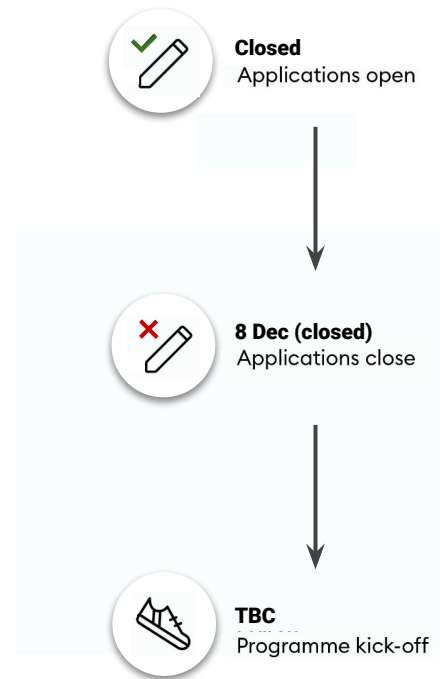 Closed
Applications open
8 Dec (closed)
Applications close
TBC
Programme kick-off